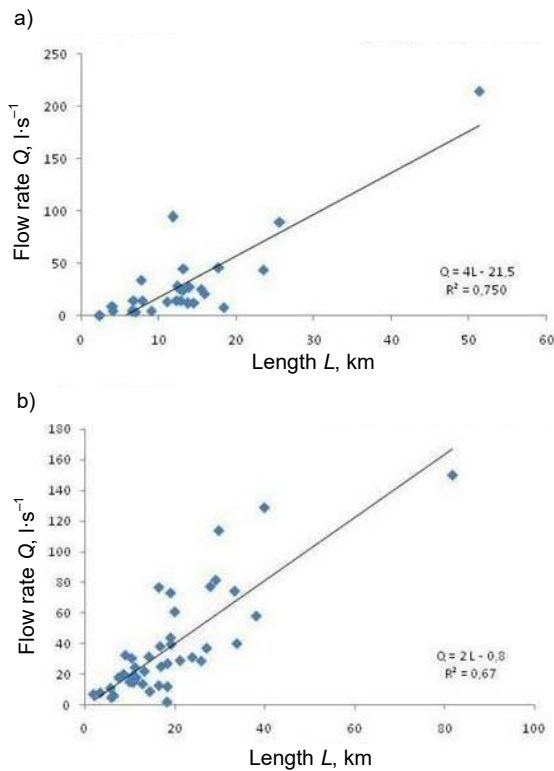 a)
Flow rate Q, l·s⁻¹
250
200
150
100
50
0
Q = 4L - 21,5
R² = 0,750
0 10 20 30 40 50 60
Length L, km
b)
Flow rate Q, l·s⁻¹
180
160
140
120
100
80
60
40
20
0
Q = 2L - 0,8
R² = 0,67
0 20 40 60 80 100
Length L, km